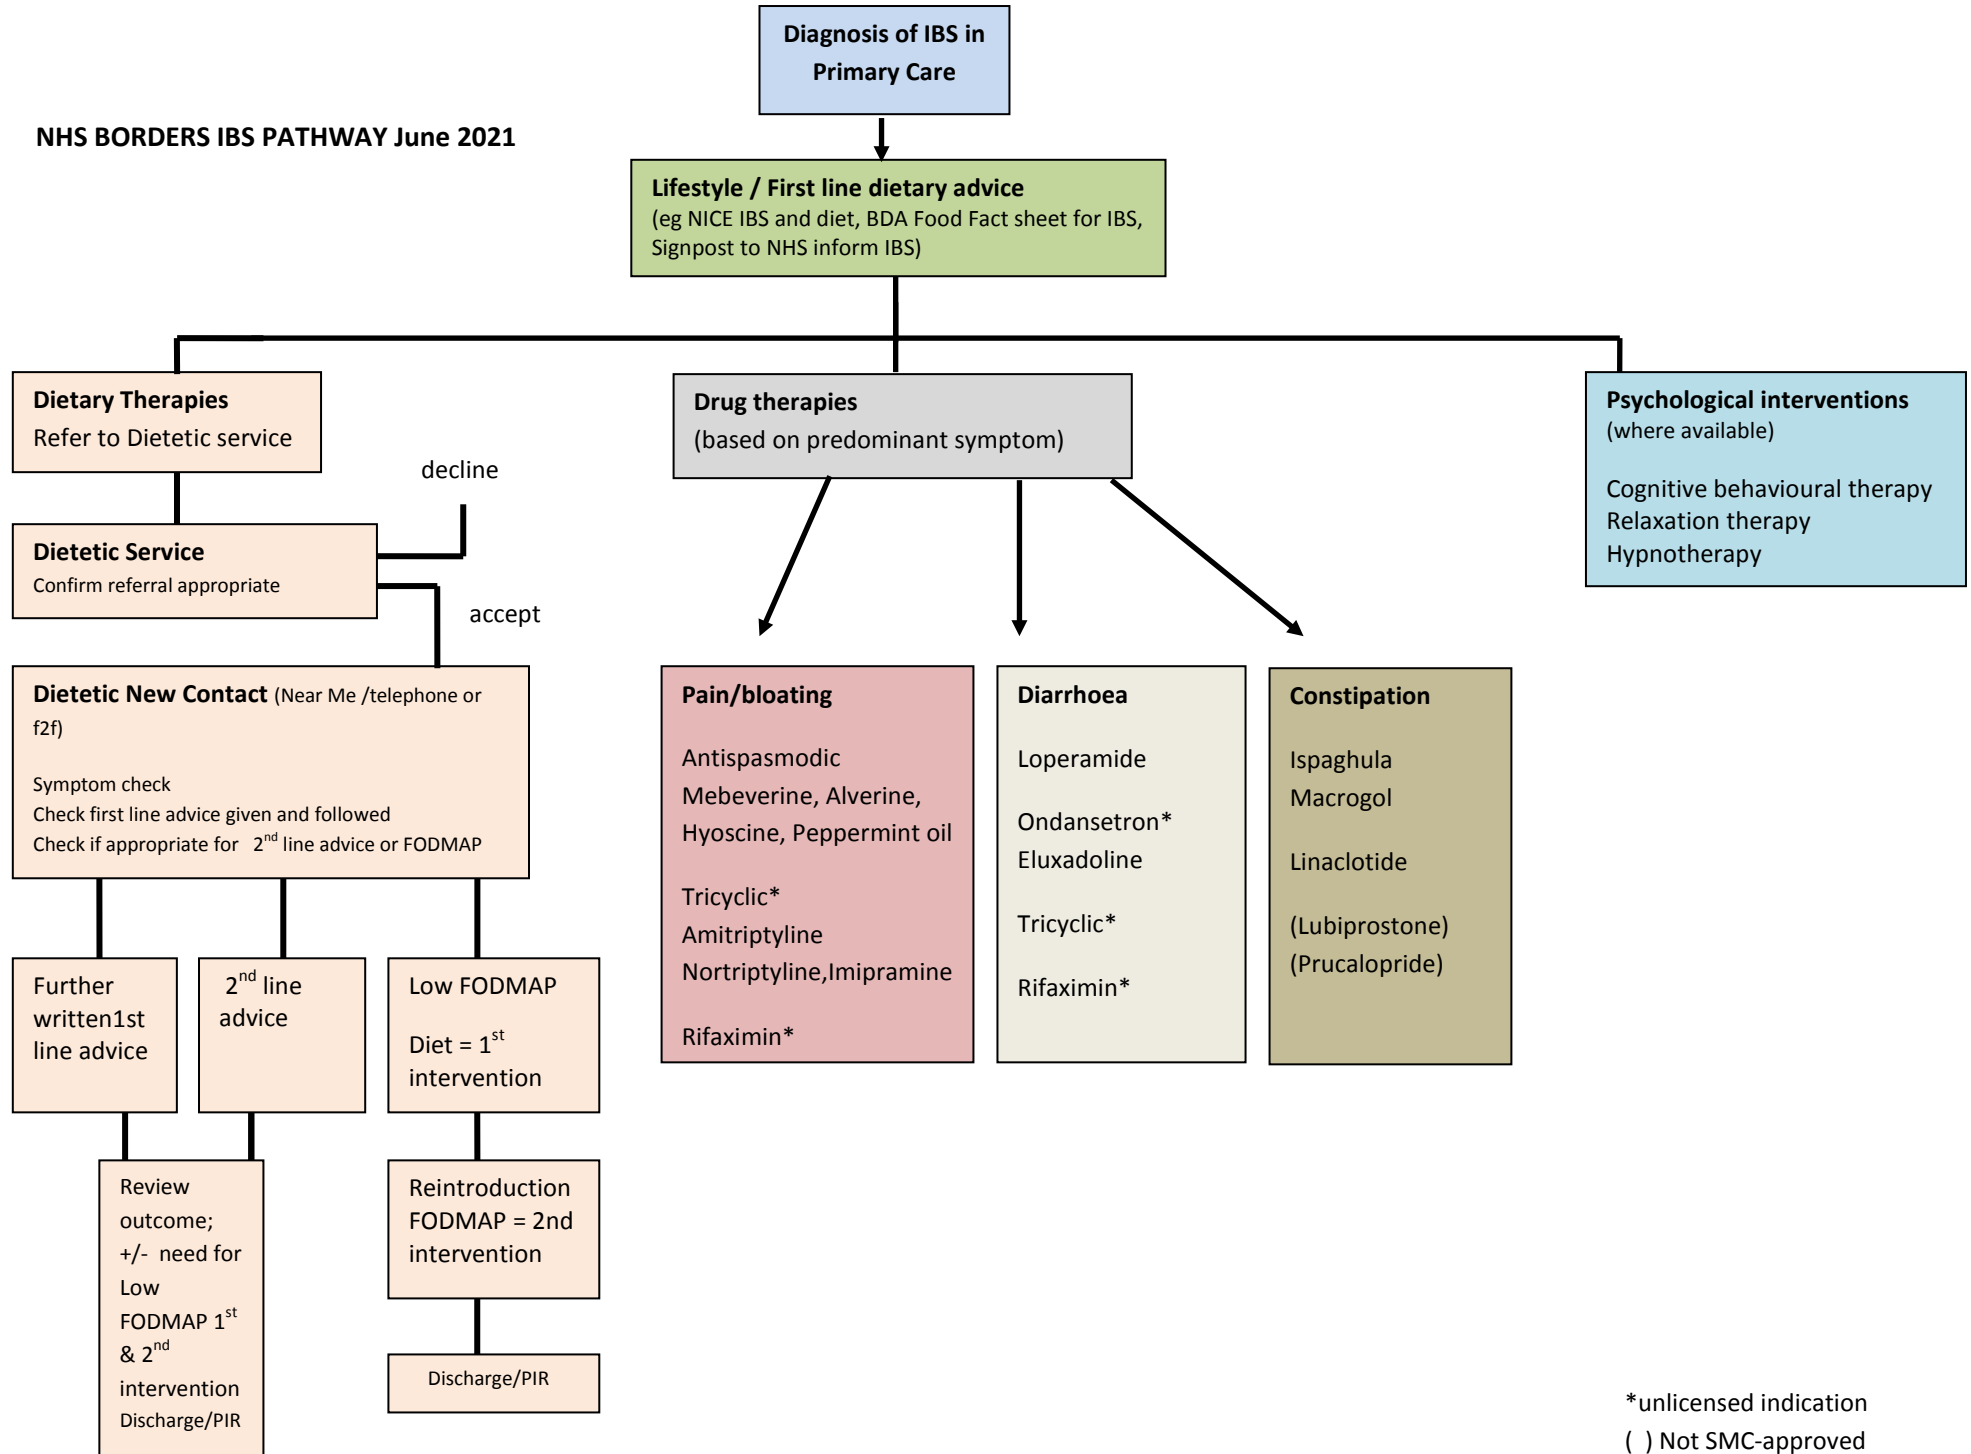 Diagnosis of IBS in
Primary Care
NHS BORDERS IBS PATHWAY June 2021
Lifestyle / First line dietary advice
(eg NICE IBS and diet, BDA Food Fact sheet for IBS,
Signpost to NHS inform IBS)
Dietary Therapies
Refer to Dietetic service
decline
Dietetic Service
Confirm referral appropriate
accept
Dietetic New Contact (Near Me /telephone or
f2f)
Symptom check
Check first line advice given and followed
Check if appropriate for 2nd line advice or FODMAP
Further
written1st
line advice
2nd line
advice
Low FODMAP
Diet = 1st
intervention
Review
outcome;
+/- need for
Low
FODMAP 1st
& 2nd
intervention
Discharge/PIR
Reintroduction
FODMAP = 2nd
intervention
Discharge/PIR
Drug therapies
(based on predominant symptom)
Pain/bloating
Antispasmodic
Mebeverine, Alverine,
Hyoscine, Peppermint oil
Tricyclic*
Amitriptyline
Nortriptyline,Imipramine
Rifaximin*
Diarrhoea
Loperamide
Ondansetron*
Eluxadoline
Tricyclic*
Rifaximin*
Constipation
Ispaghula
Macrogol
Linaclotide
(Lubiprostone)
(Prucalopride)
Psychological interventions
(where available)
Cognitive behavioural therapy
Relaxation therapy
Hypnotherapy
*unlicensed indication
( ) Not SMC-approved